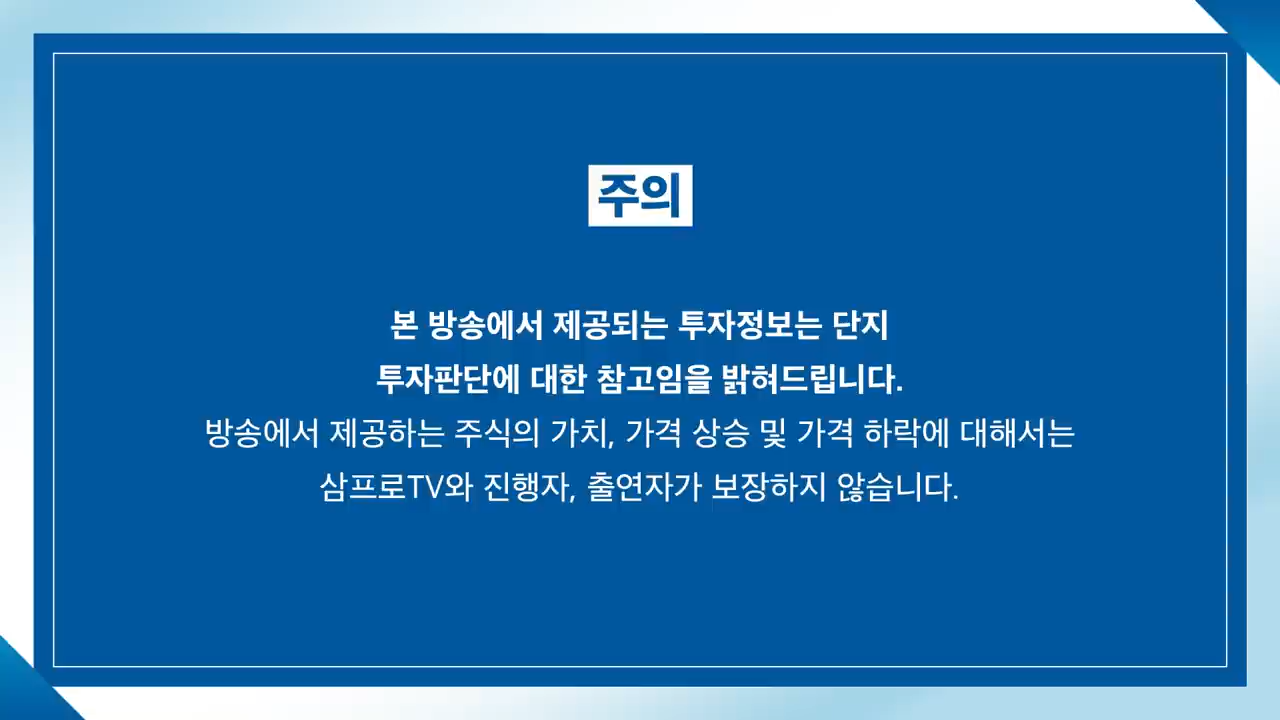 주의
본 방송에서 제공되는 투자정보는 단지
투자판단에 대한 참고임을 밝혀드립니다.
방송에서 제공하는 주식의 가치, 가격 상승 및 가격 하락에 대해서는
삼프로TV와 진행자, 출연자가 보장하지 않습니다.